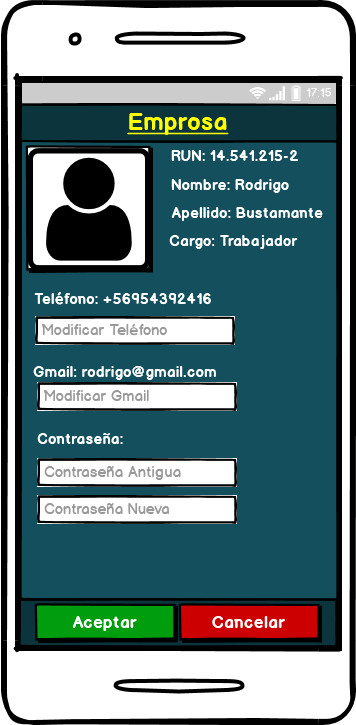 17:15
Emprosa
RUN: 14.541.215-2
Nombre: Rodrigo
Apellido: Bustamante
Cargo: Trabajador
Teléfono: +56954392416
Modificar Teléfono
Gmail: rodrigo@gmail.com
Modificar Gmail
Contraseña:
Contraseña Antigua
Contraseña Nueva
Aceptar Cancelar